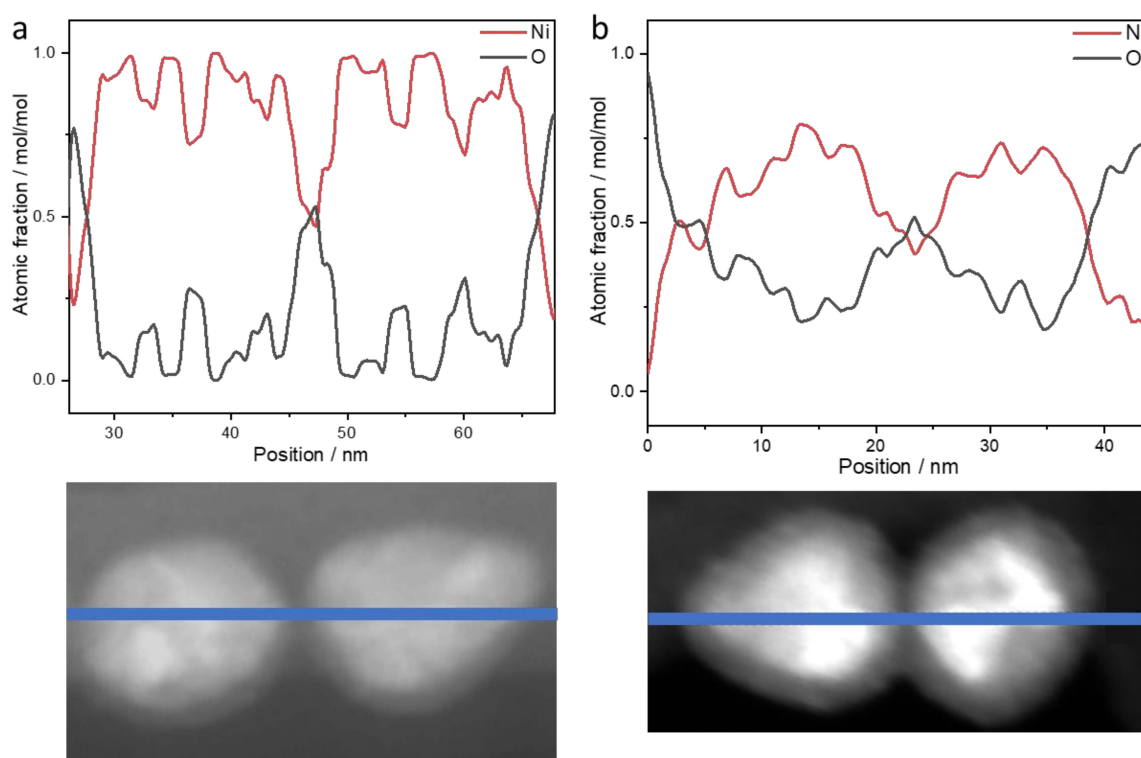 a
Ni
O
1.0
0.5
0.0
Atomic fraction / mol/mol
30 40 50 60
Position / nm
b
N
O
1.0
0.5
0.0
Atomic fraction / mol/mol
0 10 20 30 40
Position / nm